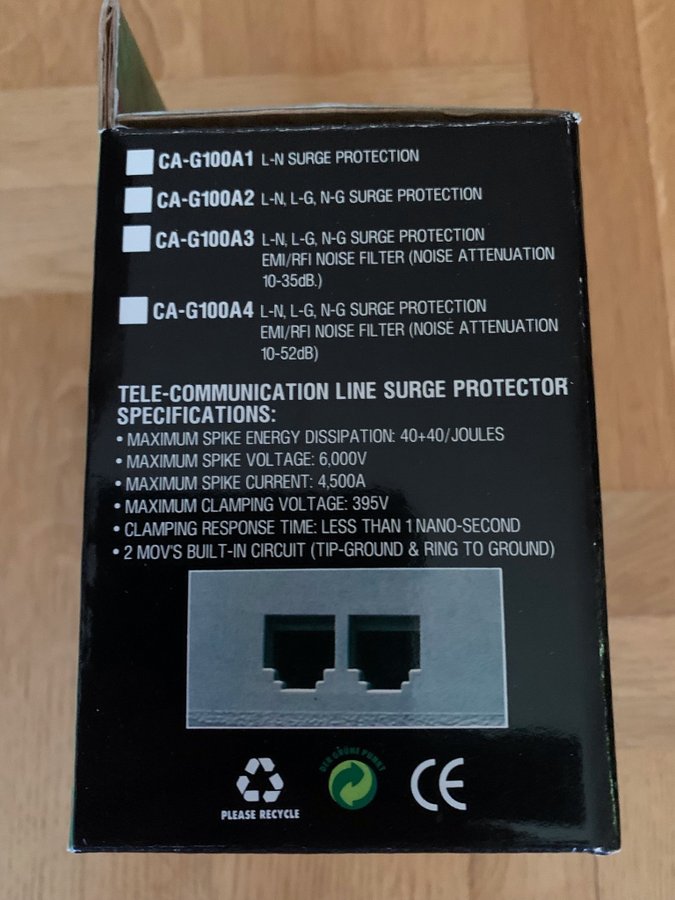 CA-G100A1 L-N SURGE PROTECTION
CA-G100A2 L-N, L-G, N-G SURGE PROTECTION
CA-G100A3 L-N, L-G, N-G SURGE PROTECTION
EMI/RFI NOISE FILTER (NOISE ATTENUATION
10-35dB.)
CA-G100A4 L-N, L-G, N-G SURGE PROTECTION
EMI/RFI NOISE FILTER (NOISE ATTENUATION
10-52dB)
TELE-COMMUNICATION LINE SURGE PROTECTOR
SPECIFICATIONS:
• MAXIMUM SPIKE ENERGY DISSIPATION: 40+40/JOULES
• MAXIMUM SPIKE VOLTAGE: 6,000V
• MAXIMUM SPIKE CURRENT: 4,500A
• MAXIMUM CLAMPING VOLTAGE: 395V
• CLAMPING RESPONSE TIME: LESS THAN 1 NANO-SECOND
• 2 MOV'S BUILT-IN CIRCUIT (TIP-GROUND & RING TO GROUND)
DER GRÜNE PUNKT
CE
PLEASE RECYCLE